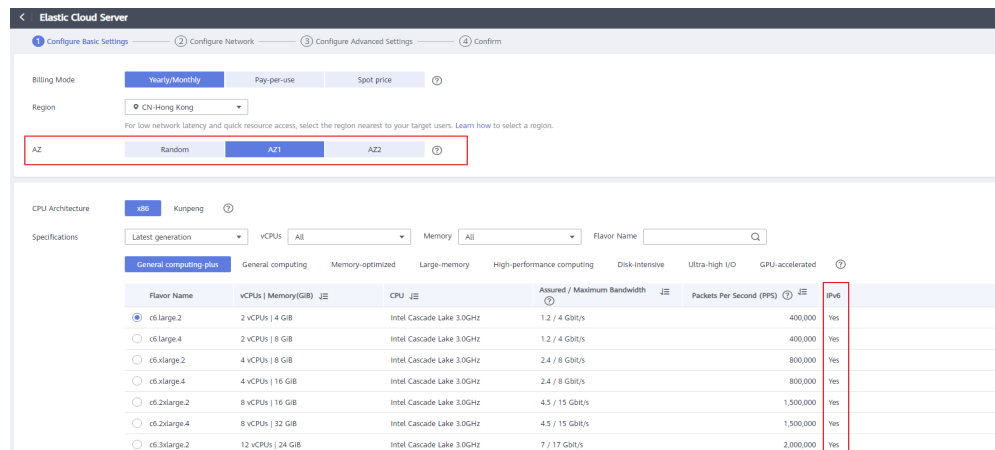 < Elastic Cloud Server
1 Configure Basic Settings 2 Configure Network 3 Configure Advanced Settings 4 Confirm
Billing Mode Yearly/Monthly Pay-per-use Spot price ?
Region CN-Hong Kong
For low network latency and quick resource access, select the region nearest to your target users. Learn how to select a region.
AZ Random AZ1 AZ2 ?
CPU Architecture x86 Kunpeng ?
Specifications Latest generation vCPUs All Memory All Flavor Name
General computing-plus General computing Memory-optimized Large-memory High-performance computing Disk-intensive Ultra-high I/O GPU-accelerated ?
Flavor Name vCPUs | Memory(GiB) CPU Assured / Maximum Bandwidth ? Packets Per Second (PPS) ? IPv6
c6.large.2 2 vCPUs | 4 GiB Intel Cascade Lake 3.0GHz 1.2 / 4 Gbit/s 400,000 Yes
c6.large.4 2 vCPUs | 8 GiB Intel Cascade Lake 3.0GHz 1.2 / 4 Gbit/s 400,000 Yes
c6.xlarge.2 4 vCPUs | 8 GiB Intel Cascade Lake 3.0GHz 2.4 / 8 Gbit/s 800,000 Yes
c6.xlarge.4 4 vCPUs | 16 GiB Intel Cascade Lake 3.0GHz 2.4 / 8 Gbit/s 800,000 Yes
c6.2xlarge.2 8 vCPUs | 16 GiB Intel Cascade Lake 3.0GHz 4.5 / 15 Gbit/s 1,500,000 Yes
c6.2xlarge.4 8 vCPUs | 32 GiB Intel Cascade Lake 3.0GHz 4.5 / 15 Gbit/s 1,500,000 Yes
c6.3xlarge.2 12 vCPUs | 24 GiB Intel Cascade Lake 3.0GHz 7 / 17 Gbit/s 2,000,000 Yes